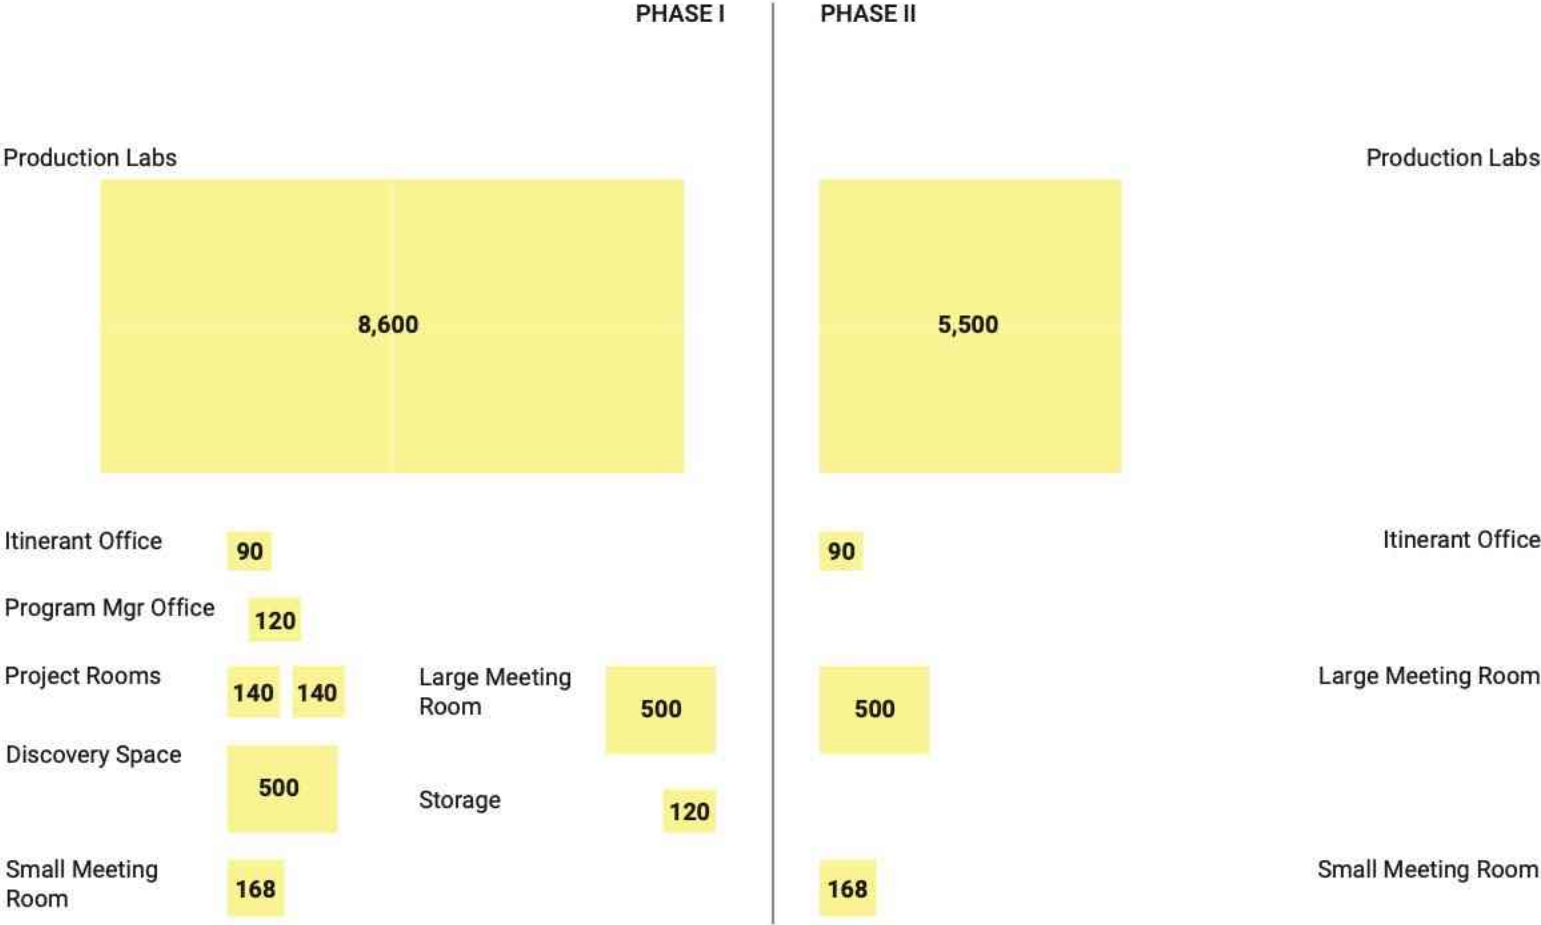 PHASE I
PHASE II
Production Labs
Production Labs
8,600
5,500
Itinerant Office
90
90
Itinerant Office
Program Mgr Office
120
Project Rooms
140
140
Large Meeting
Room
500
500
Large Meeting Room
Discovery Space
500
Storage
120
Small Meeting
Room
168
168
Small Meeting Room